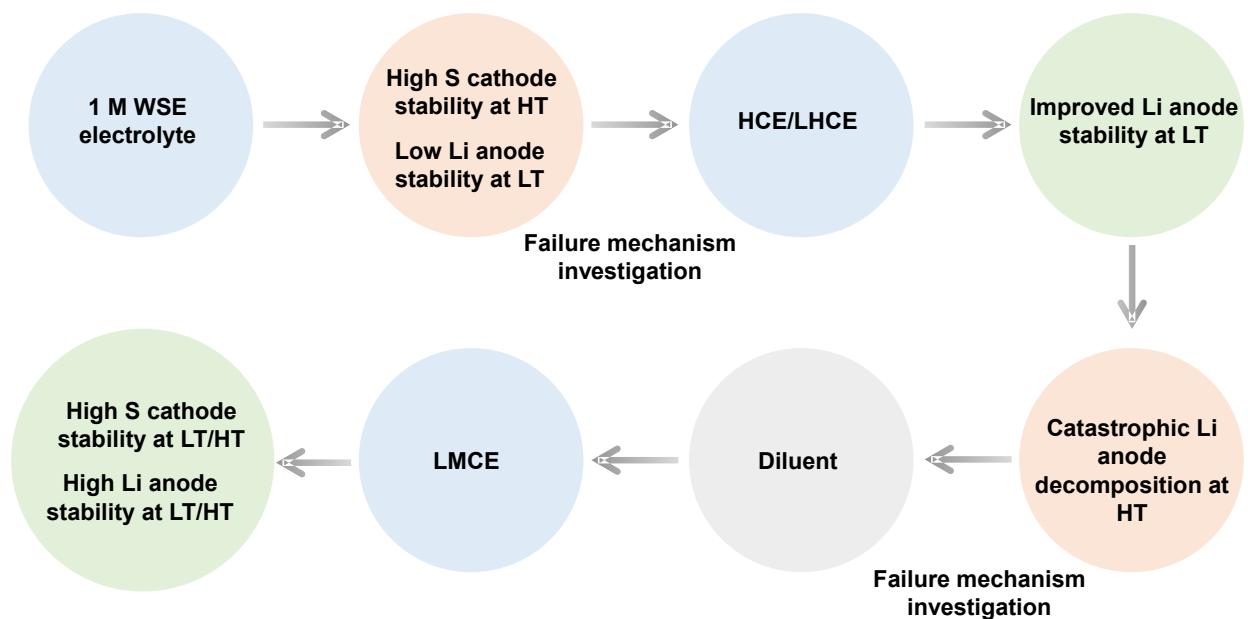 1 M WSE
electrolyte
High S cathode
stability at HT
Low Li anode
stability at LT
Failure mechanism
investigation
HCE/LHCE
Improved Li anode
stability at LT
Catastrophic Li
anode
decomposition at
HT
Failure mechanism
investigation
Diluent
LMCE
High S cathode
stability at LT/HT
High Li anode
stability at LT/HT